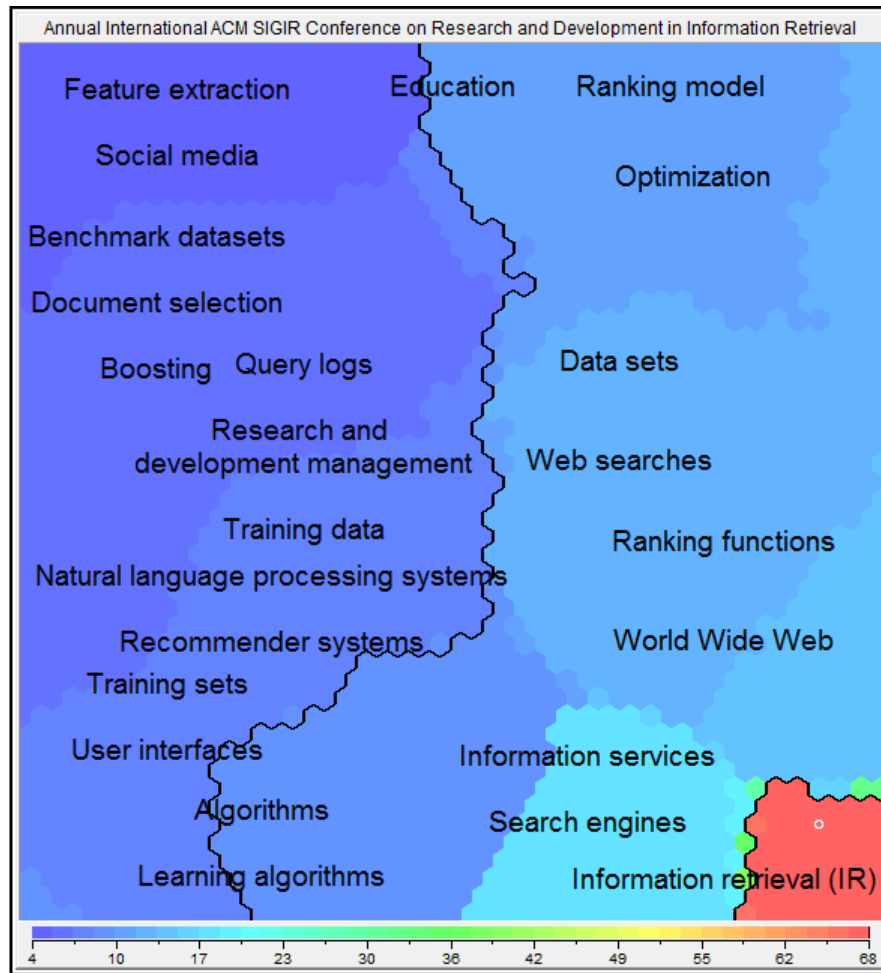 Annual International ACM SIGIR Conference on Research and Development in Information Retrieval
Feature extraction
Education
Ranking model
Social media
Optimization
Benchmark datasets
Document selection
Boosting
Query logs
Data sets
Research and
development management
Web searches
Training data
Ranking functions
Natural language processing systems
Recommender systems
World Wide Web
Training sets
User interfaces
Information services
Algorithms
Search engines
Learning algorithms
Information retrieval (IR)
4 10 17 23 30 36 42 49 55 62 68